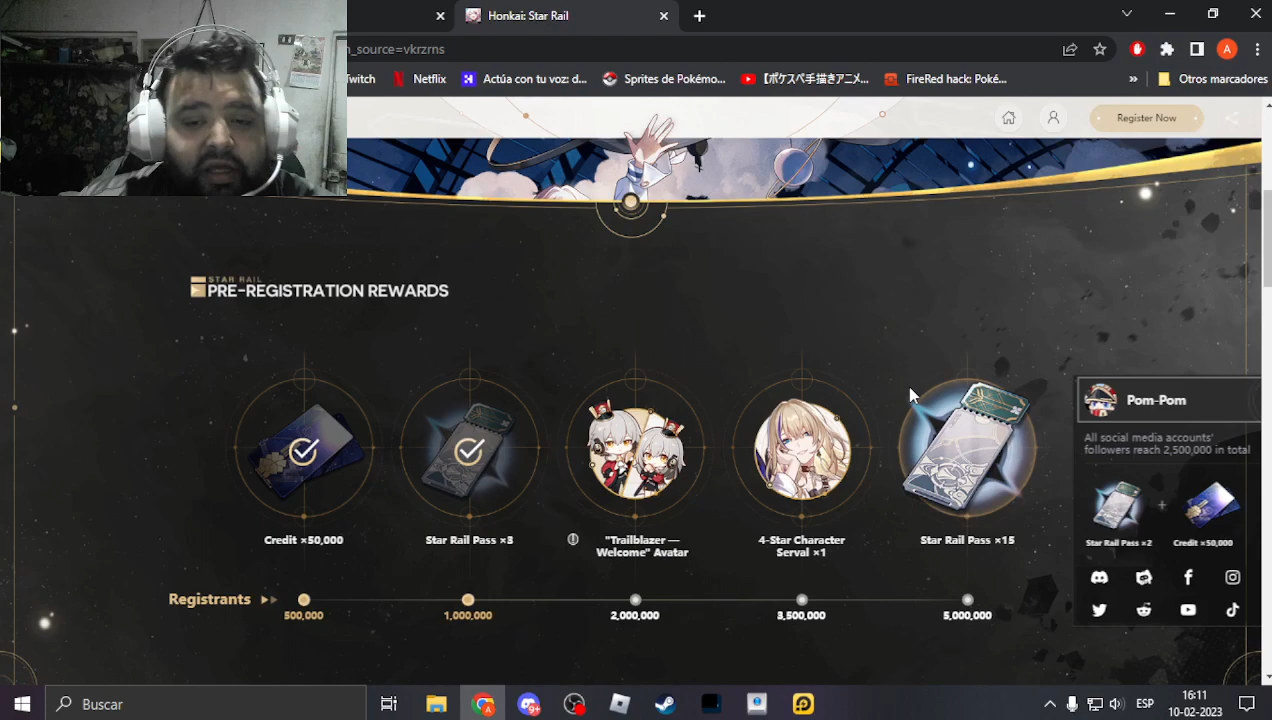 Honkai: Star Rail
n_source=vkrzrns
A
Twitch
Netflix
Actúa con tu voz: d...
Sprites de Pokémo...
【ポケスペ手描きアニメ...
FireRed hack: Poké...
»
Otros marcadores
Register Now
STAR RAIL
PRE-REGISTRATION REWARDS
Pom-Pom
All social media accounts'
followers reach 2,500,000 in total
Star Rail Pass ×2
Credit ×50,000
Credit ×50,000
Star Rail Pass ×3
"Trailblazer —
Welcome" Avatar
4-Star Character
Serval ×1
Star Rail Pass ×15
Registrants
500,000
1,000,000
2,000,000
3,500,000
5,000,000
Buscar
9+
ESP
16:11
10-02-2023